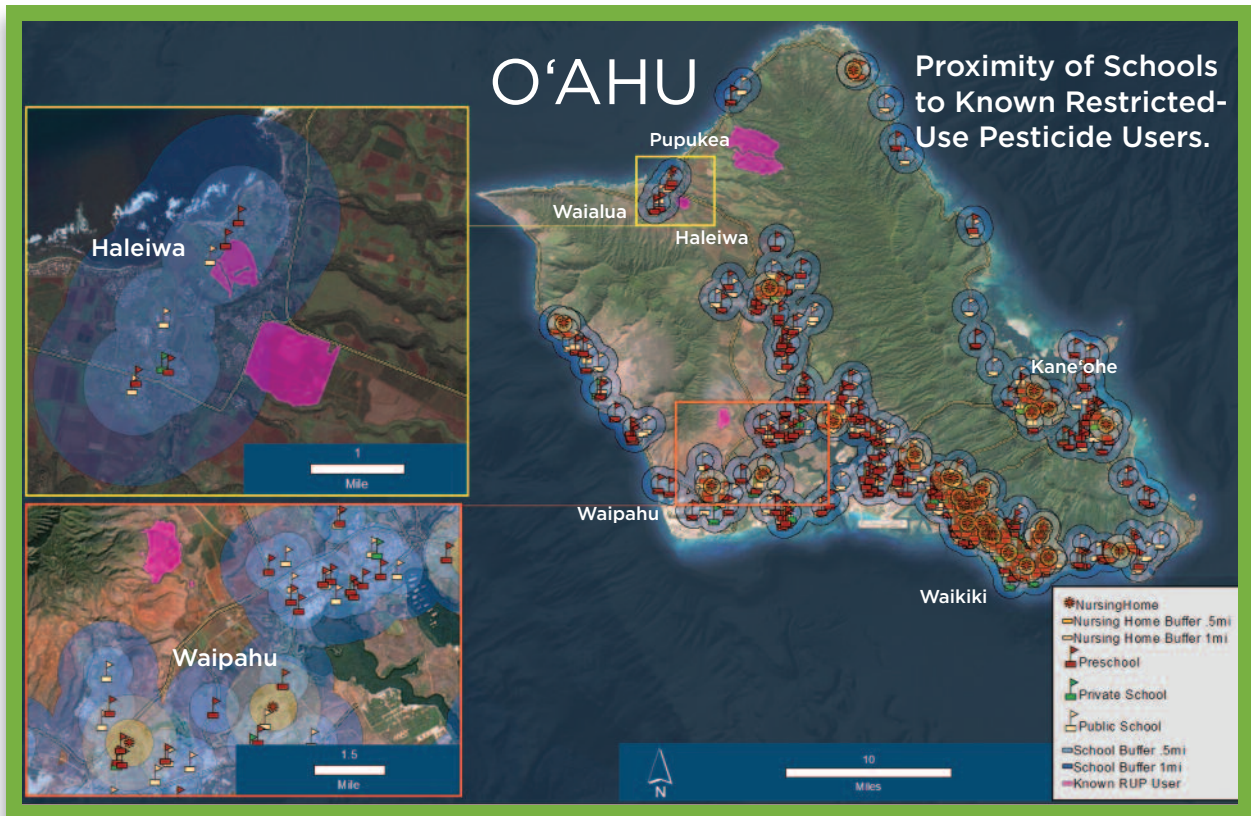 O‘AHU
Proximity of Schools
to Known Restricted-
Use Pesticide Users.
Pupukea
Waialua
Haleiwa
Haleiwa
1
Mile
Kane‘ohe
Waipahu
Waikiki
Waipahu
1.5
Mile
N
10
Miles
NursingHome
Nursing Home Buffer .5mi
Nursing Home Buffer 1mi
Preschool
Private School
Public School
School Buffer .5mi
School Buffer 1mi
Known RUP User